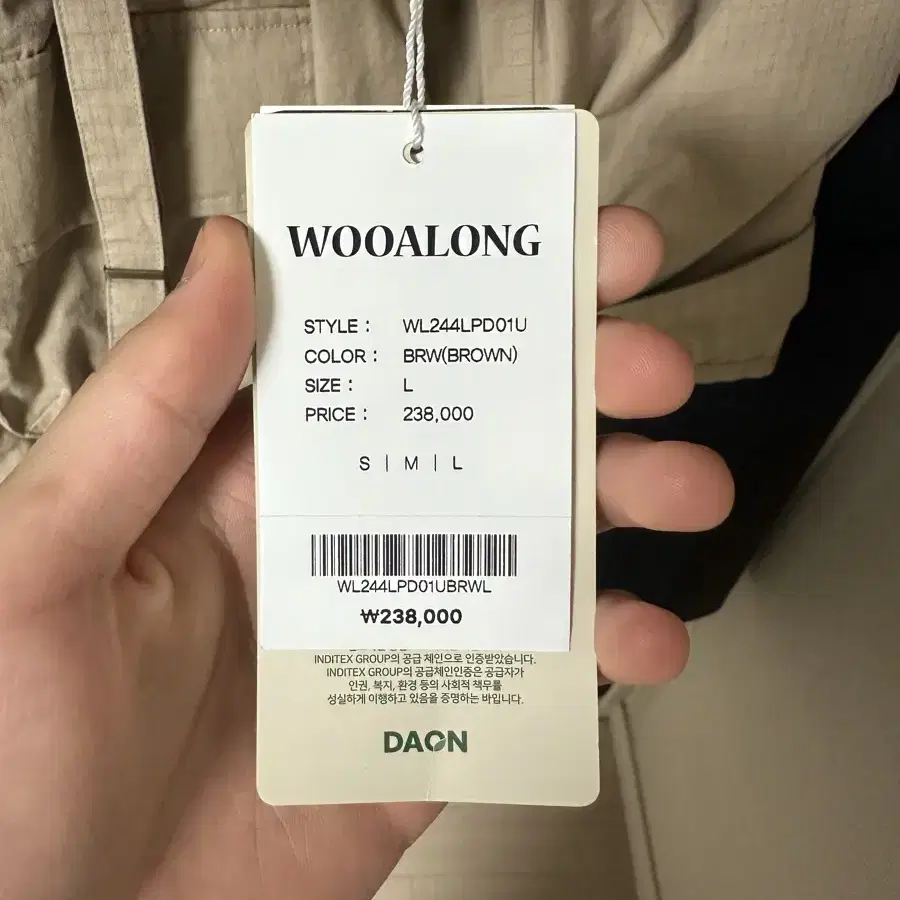 WOOALONG
STYLE : WL244LPD01U
COLOR : BRW(BROWN)
SIZE : L
PRICE : 238,000
S | M | L
WL244LPD01UBRWL
₩238,000
INDITEX GROUP의 공급 체인으로 인증받았습니다.
INDITEX GROUP의 공급체인인증은 공급자가
인권, 복지, 환경 등의 사회적 책무를
성실하게 이행하고 있음을 증명하는 바입니다.
DAON